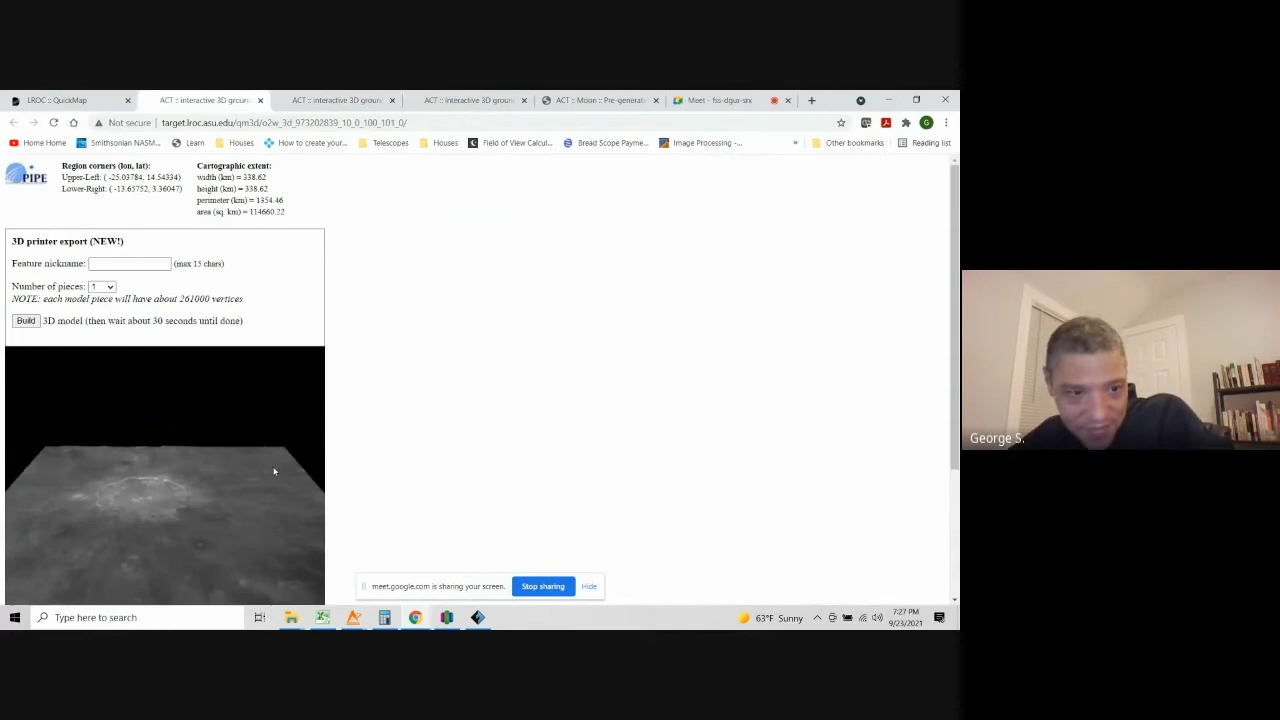 LROC :: QuickMap
ACT :: interactive 3D groun
ACT :: interactive 3D groun
ACT :: interactive 3D groun
ACT :: Moon :: Pre-generati
Meet - fss-dgur-srx
Not secure
target.lroc.asu.edu/qm3d/o2w_3d_973202839_10_0_100_101_0/
Home Home
Smithsonian NASM...
Learn
Houses
How to create your...
Telescopes
Houses
Field of View Calcul...
Bread Scope Payme...
Image Processing -...
»
Other bookmarks
Reading list
PIPE
Region corners (lon, lat):
Upper-Left: ( -25.03784, 14.54334)
Lower-Right: ( -13.65752, 3.36047)
Cartographic extent:
width (km) = 338.62
height (km) = 338.62
perimeter (km) = 1354.46
area (sq. km) = 114660.22
3D printer export (NEW!)
Feature nickname:
(max 15 chars)
Number of pieces: 1
NOTE: each model piece will have about 261000 vertices
Build 3D model (then wait about 30 seconds until done)
George S.
meet.google.com is sharing your screen.
Stop sharing
Hide
Type here to search
63°F Sunny
7:27 PM
9/23/2021